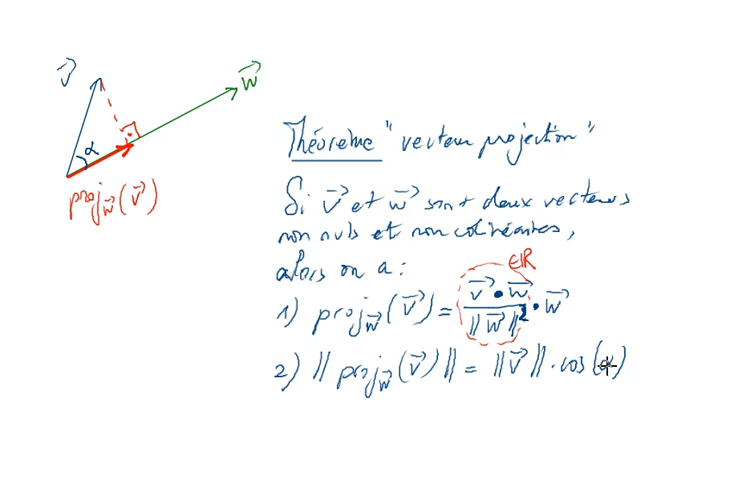 v⃗
w⃗
α
proj_w⃗(v⃗)
Théorème "vecteur projection"
Si v⃗ et w⃗ sont deux vecteurs
non nuls et non colinéaires,
alors on a :
∈ℝ
1) proj_w⃗(v⃗) = (v⃗ • w⃗)/(||w⃗||²) · w⃗
2) ||proj_w⃗(v⃗)|| = ||v⃗|| · cos(α)